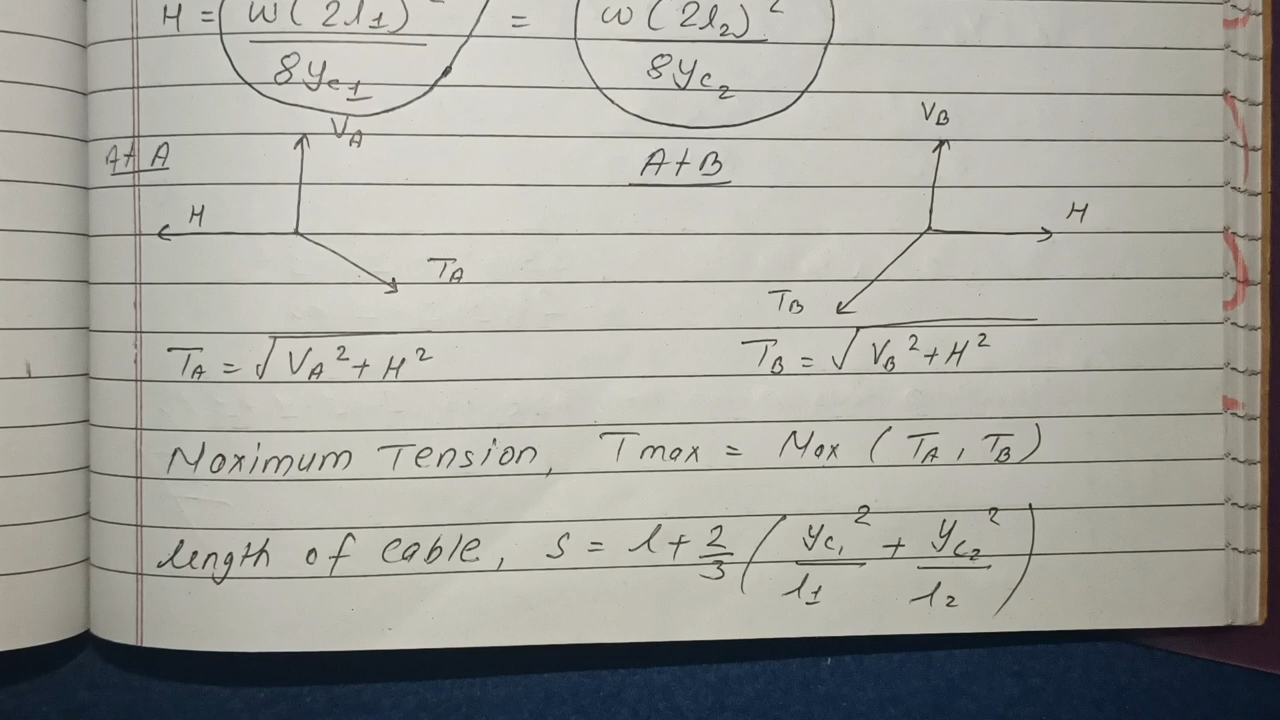 H = w(2l1)² / 8yc1 = w(2l2)² / 8yc2
VA
VB
At A
At B
H
H
TA
TB
TA = √VA² + H²
TB = √VB² + H²
Maximum Tension, Tmax = Max (TA, TB)
length of cable, s = l + 2/3 (yc1²/l1 + yc2²/l2)